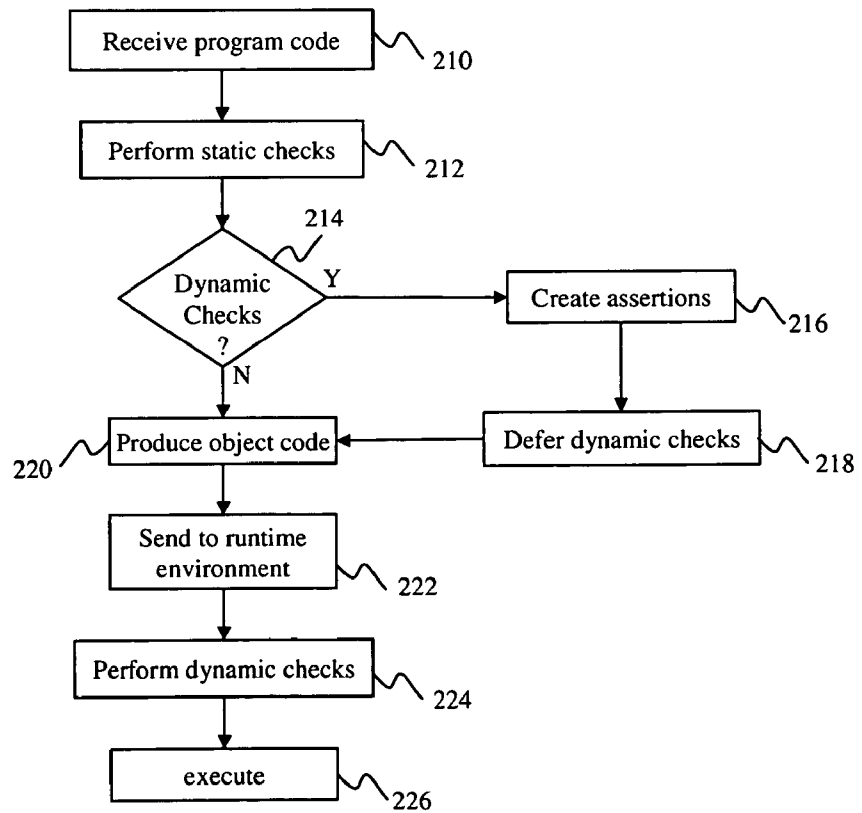 Receive program code
210
Perform static checks
212
214
Dynamic
Checks
?
Y
N
Create assertions
216
Produce object code
220
Defer dynamic checks
218
Send to runtime
environment
222
Perform dynamic checks
224
execute
226